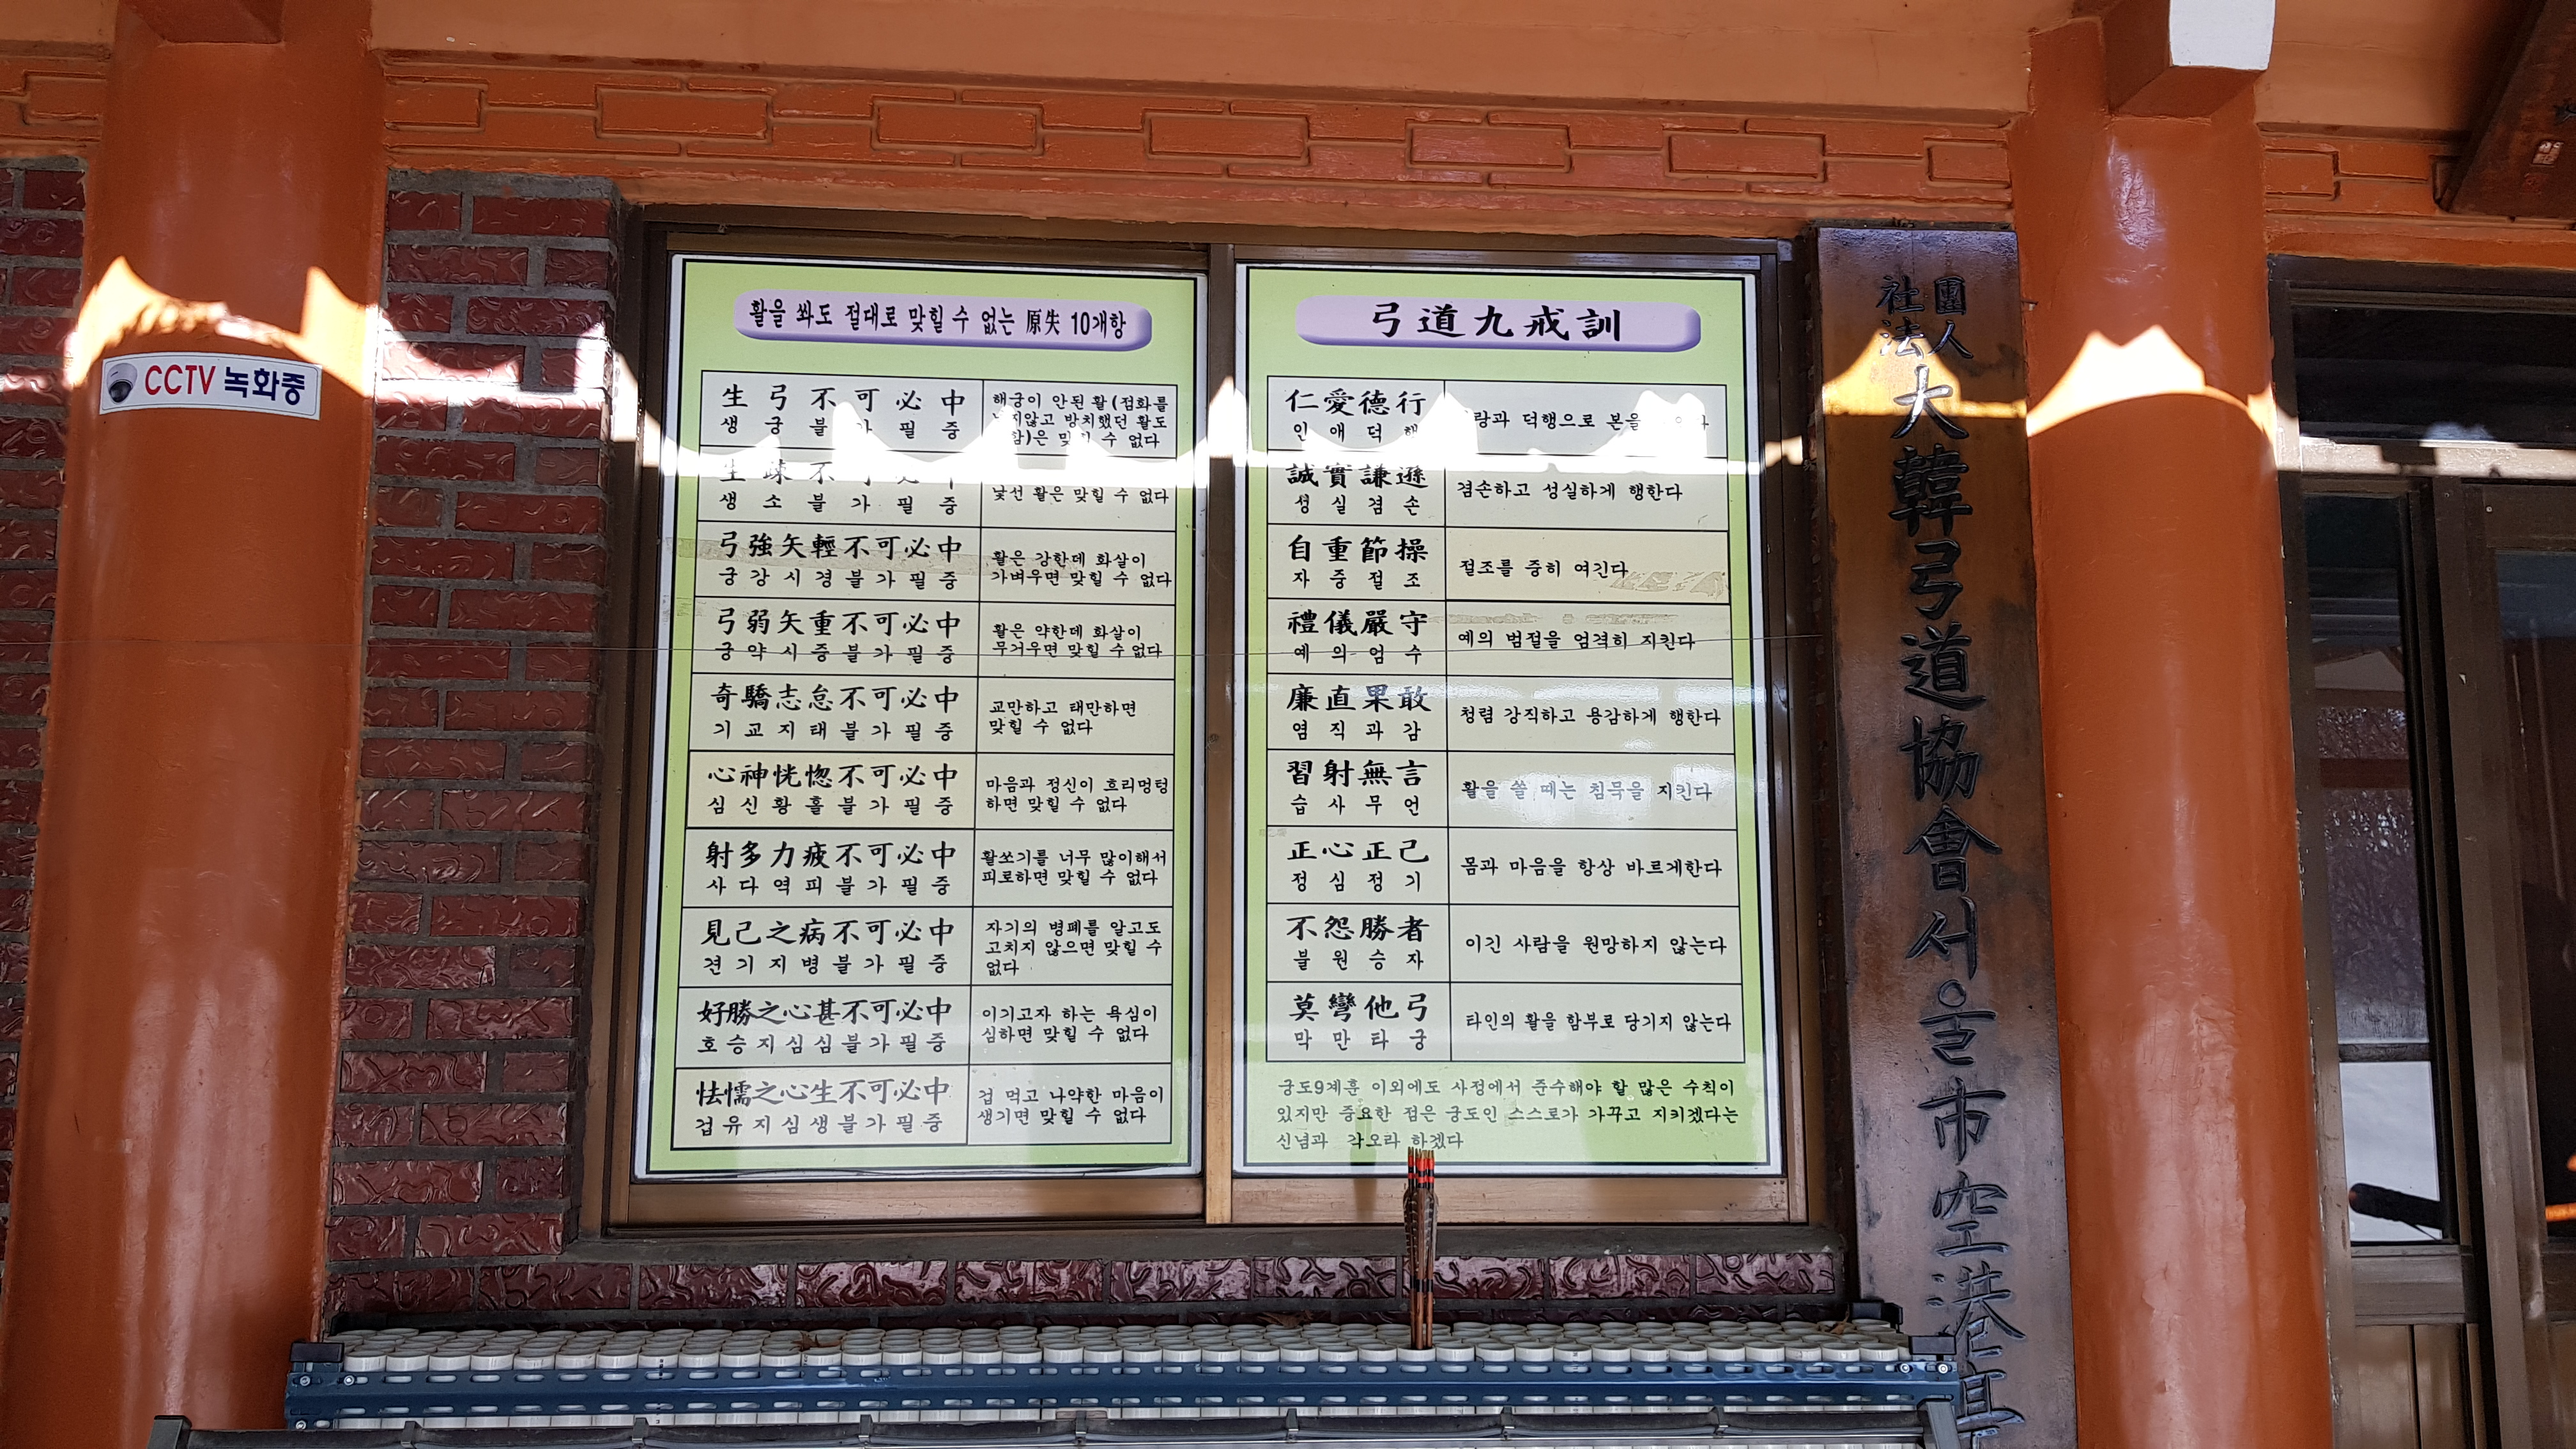 CCTV 녹화중
활을 쏴도 절대로 맞힐 수 없는 原失 10개항
生弓不可必中
생궁불가필중
해궁이 안된 활(점화를
방치했던 활도
수 없다
不可
생소불가필중
낯선 활은 맞힐 수 없다
弓強矢輕不可必中
궁강시경불가필중
활은 강한데 화살이
가벼우면 맞힐 수 없다
弓弱矢重不可必中
궁약시중불가필중
활은 약한데 화살이
무거우면 맞힐 수 없다
奇驕志怠不可必中
기교지태불가필중
교만하고 태만하면
맞힐 수 없다
心神恍惚不可必中
심신황홀불가필중
마음과 정신이 흐리멍텅
하면 맞힐 수 없다
射多力疲不可必中
사다역피불가필중
활쏘기를 너무 많이해서
피로하면 맞힐 수 없다
見己之病不可必中
견기지병불가필중
자기의 병폐를 알고도
고치지 않으면 맞힐 수
없다
好勝之心甚不可必中
호승지심심불가필중
이기고자 하는 욕심이
심하면 맞힐 수 없다
怯懦之心生不可必中
겁유지심생불가필중
겁 먹고 나약한 마음이
생기면 맞힐 수 없다
弓道九戒訓
仁愛德行
인애덕
덕행으로 본을
誠實謙遜
성실겸손
겸손하고 성실하게 행한다
自重節操
자중절조
절조를 중히 여긴다
禮儀嚴守
예의엄수
예의 범절을 엄격히 지킨다
廉直果敢
염직과감
청렴 강직하고 용감하게 행한다
習射無言
습사무언
활을 쏠 때는 침묵을 지킨다
正心正己
정심정기
몸과 마음을 항상 바르게한다
不怨勝者
불원승자
이긴 사람을 원망하지 않는다
莫彎他弓
막만타궁
타인의 활을 함부로 당기지 않는다
궁도9계훈 이외에도 사정에서 준수해야 할 많은 수칙이
있지만 중요한 점은 궁도인 스스로가 가꾸고 지키겠다는
신념과 각오라 하겠다
社團
法人
大韓弓道協會서울市空港亭